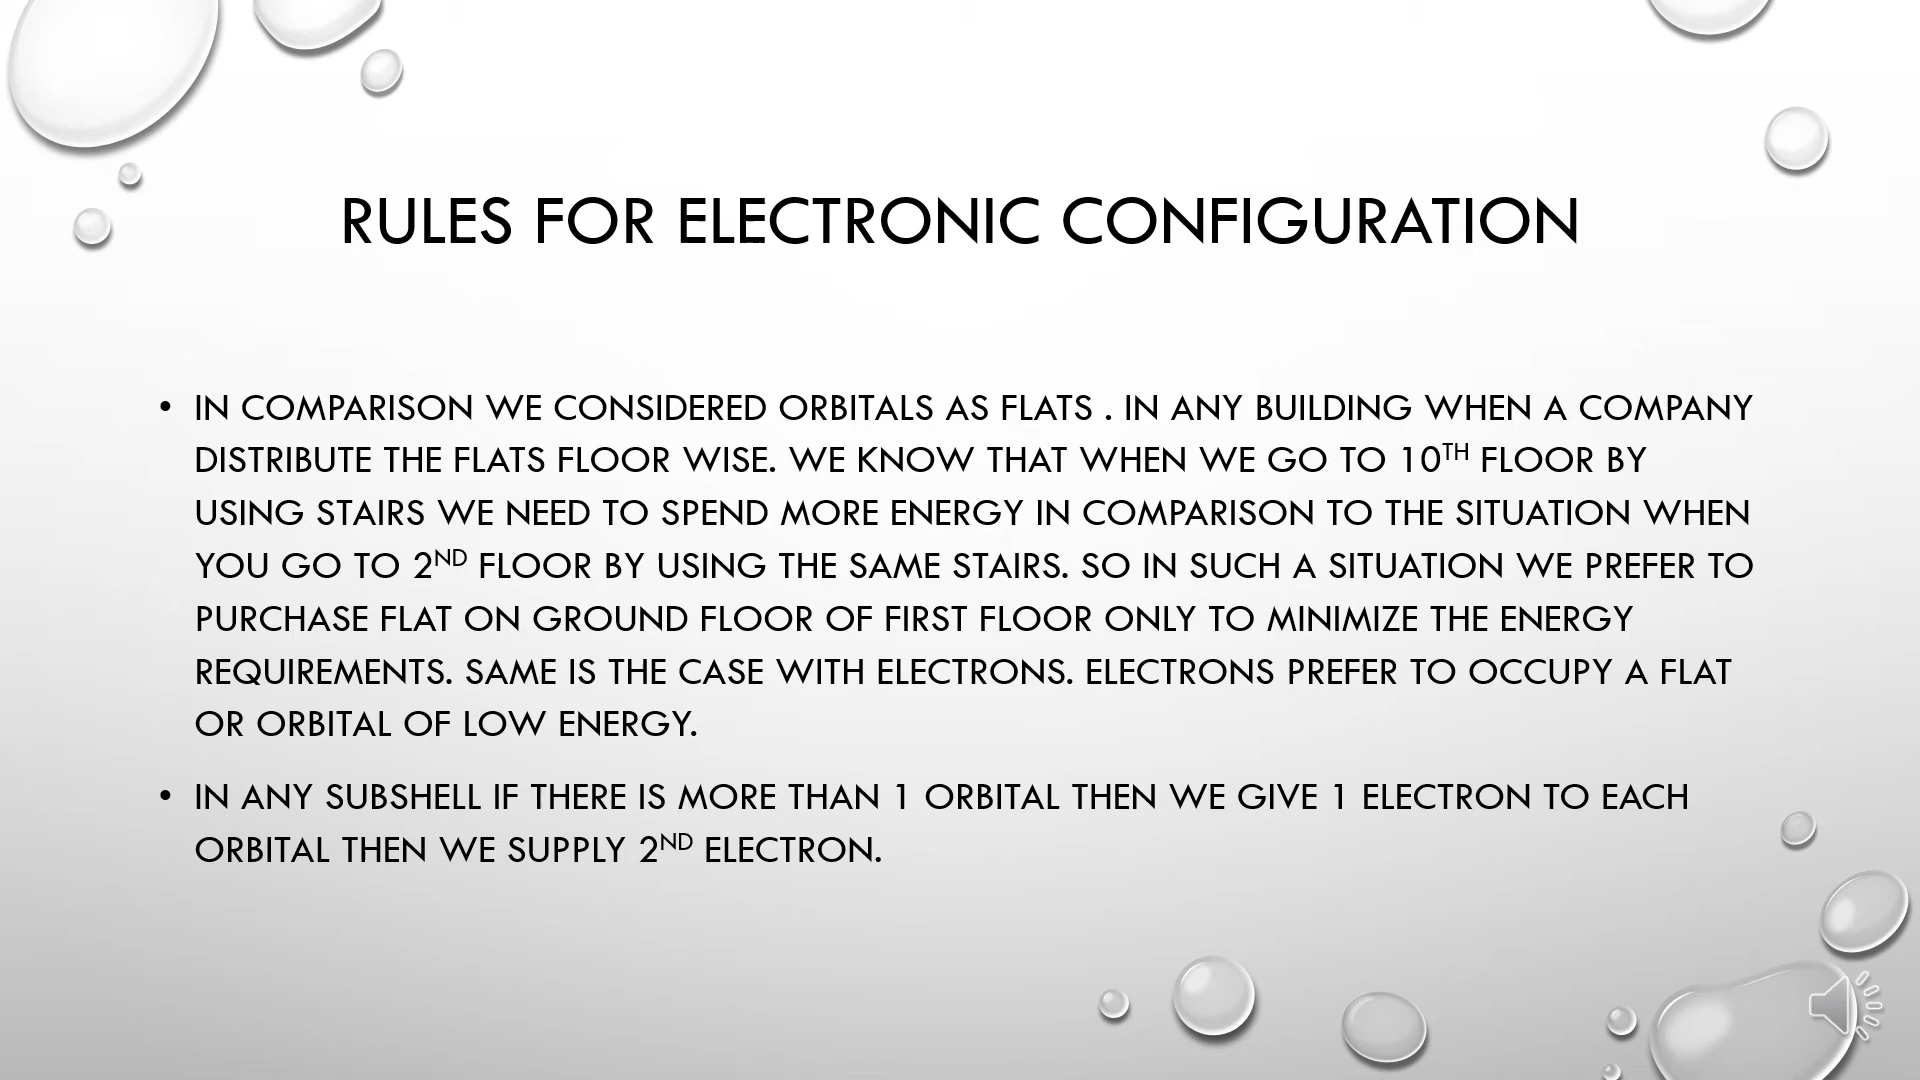 RULES FOR ELECTRONIC CONFIGURATION
• IN COMPARISON WE CONSIDERED ORBITALS AS FLATS . IN ANY BUILDING WHEN A COMPANY
DISTRIBUTE THE FLATS FLOOR WISE. WE KNOW THAT WHEN WE GO TO 10TH FLOOR BY
USING STAIRS WE NEED TO SPEND MORE ENERGY IN COMPARISON TO THE SITUATION WHEN
YOU GO TO 2ND FLOOR BY USING THE SAME STAIRS. SO IN SUCH A SITUATION WE PREFER TO
PURCHASE FLAT ON GROUND FLOOR OF FIRST FLOOR ONLY TO MINIMIZE THE ENERGY
REQUIREMENTS. SAME IS THE CASE WITH ELECTRONS. ELECTRONS PREFER TO OCCUPY A FLAT
OR ORBITAL OF LOW ENERGY.
• IN ANY SUBSHELL IF THERE IS MORE THAN 1 ORBITAL THEN WE GIVE 1 ELECTRON TO EACH
ORBITAL THEN WE SUPPLY 2ND ELECTRON.